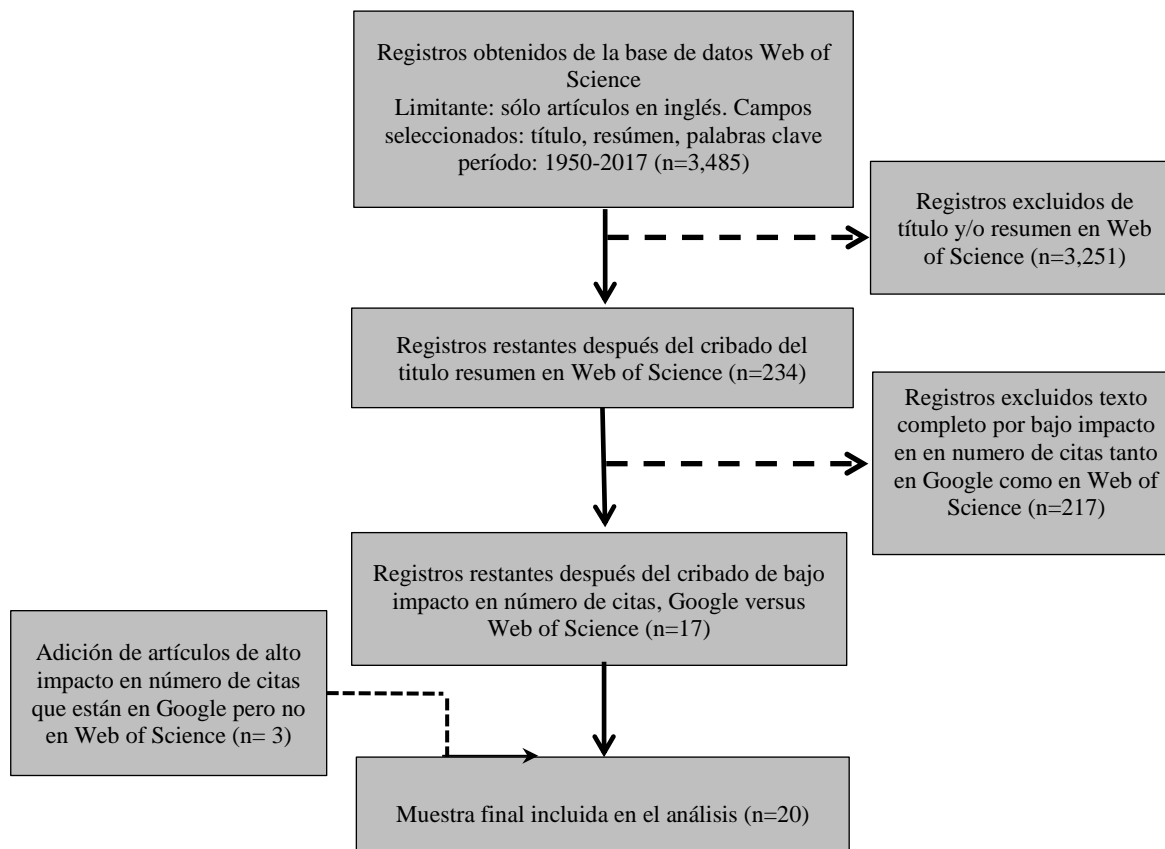 Registros obtenidos de la base de datos Web of
Science
Limitante: sólo artículos en inglés. Campos
seleccionados: título, resúmen, palabras clave
período: 1950-2017 (n=3,485)
Registros excluidos de
título y/o resumen en Web
of Science (n=3,251)
Registros restantes después del cribado del
titulo resumen en Web of Science (n=234)
Registros excluidos texto
completo por bajo impacto
en en numero de citas tanto
en Google como en Web of
Science (n=217)
Registros restantes después del cribado de bajo
impacto en número de citas, Google versus
Web of Science (n=17)
Adición de artículos de alto
impacto en número de citas
que están en Google pero no
en Web of Science (n= 3)
Muestra final incluida en el análisis (n=20)